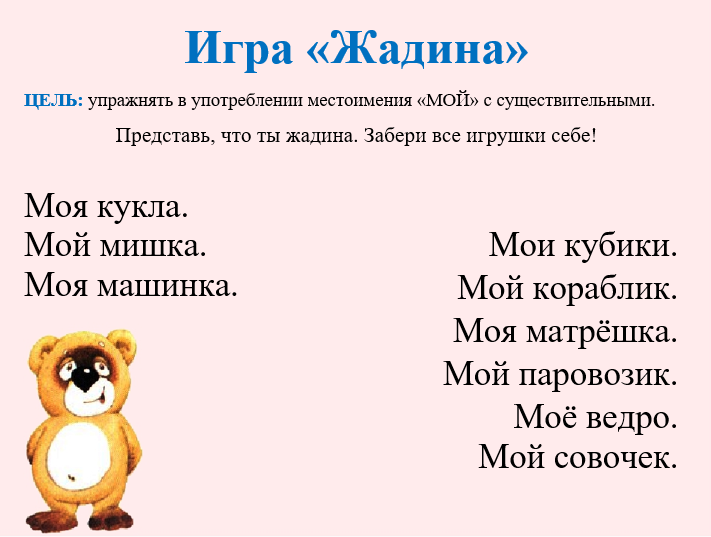 Игра «Жадина»
ЦЕЛЬ: упражнять в употреблении местоимения «МОЙ» с существительными.
Представь, что ты жадина. Забери все игрушки себе!
Моя кукла.
Мой мишка.
Моя машинка.
Мои кубики.
Мой кораблик.
Моя матрёшка.
Мой паровозик.
Моё ведро.
Мой совочек.